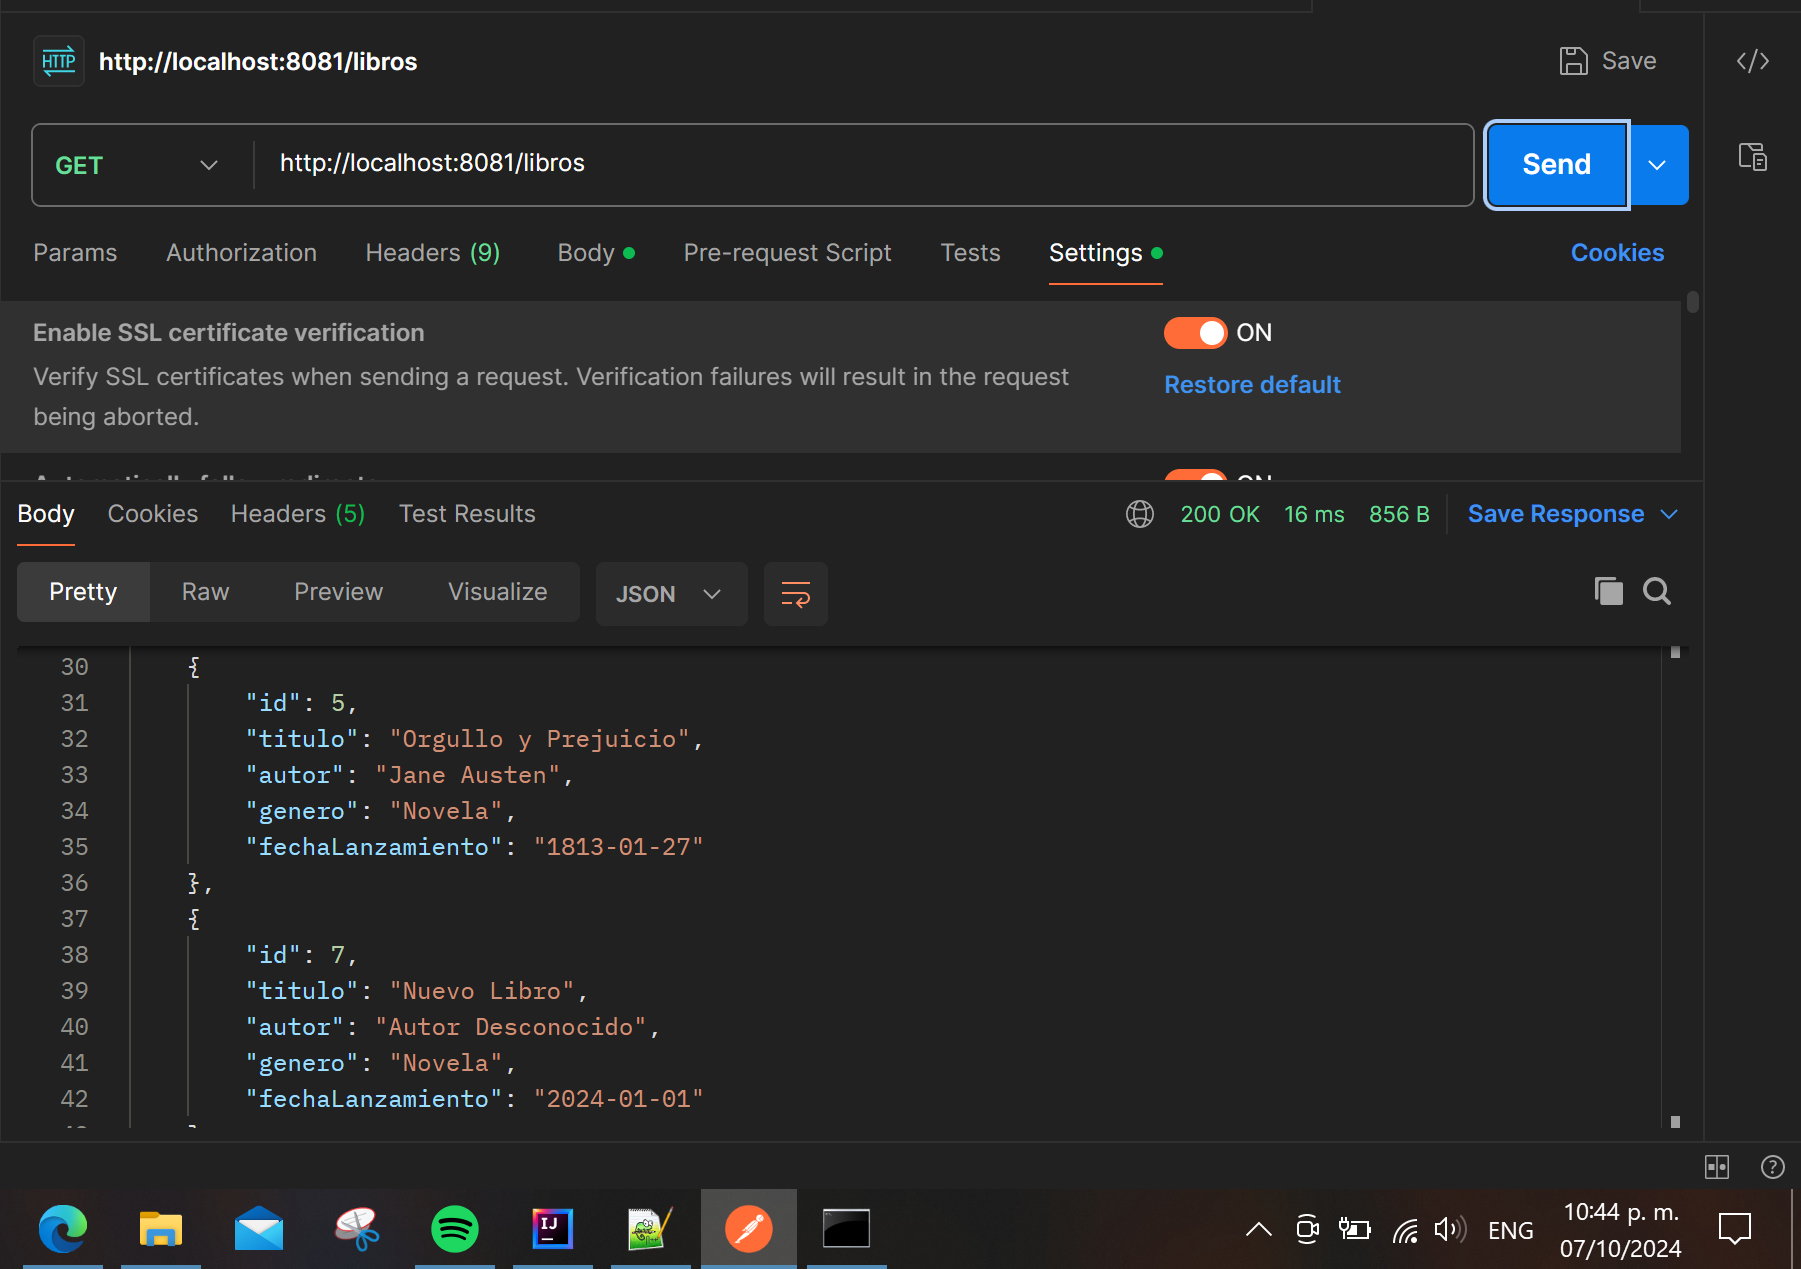 HTTP http://localhost:8081/libros Save
GET http://localhost:8081/libros Send
Params Authorization Headers (9) Body Pre-request Script Tests Settings Cookies
Enable SSL certificate verification ON
Verify SSL certificates when sending a request. Verification failures will result in the request
being aborted.
Restore default
Body Cookies Headers (5) Test Results 200 OK 16 ms 856 B Save Response
Pretty Raw Preview Visualize JSON
30 {
31 "id": 5,
32 "titulo": "Orgullo y Prejuicio",
33 "autor": "Jane Austen",
34 "genero": "Novela",
35 "fechaLanzamiento": "1813-01-27"
36 },
37 {
38 "id": 7,
39 "titulo": "Nuevo Libro",
40 "autor": "Autor Desconocido",
41 "genero": "Novela",
42 "fechaLanzamiento": "2024-01-01"
IJ
ENG
10:44 p. m.
07/10/2024